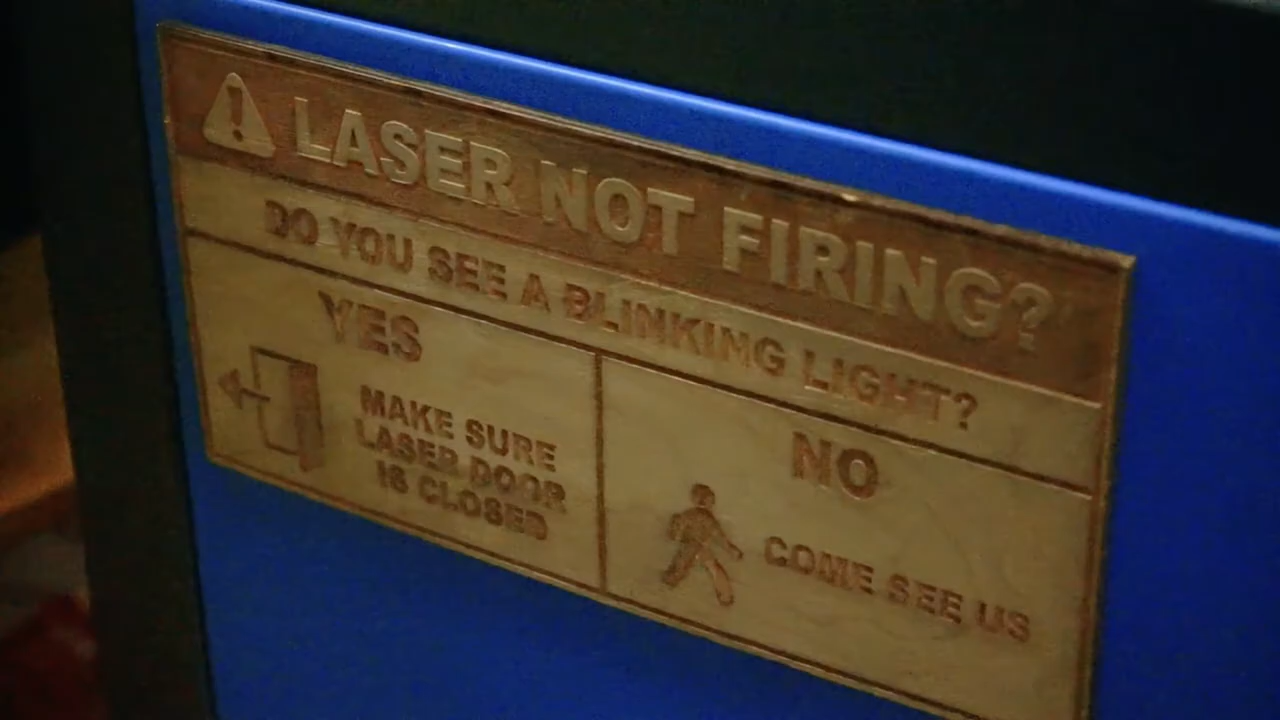 LASER NOT FIRING?
DO YOU SEE A BLINKING LIGHT?
YES
MAKE SURE
LASER DOOR
IS CLOSED
NO
COME SEE US